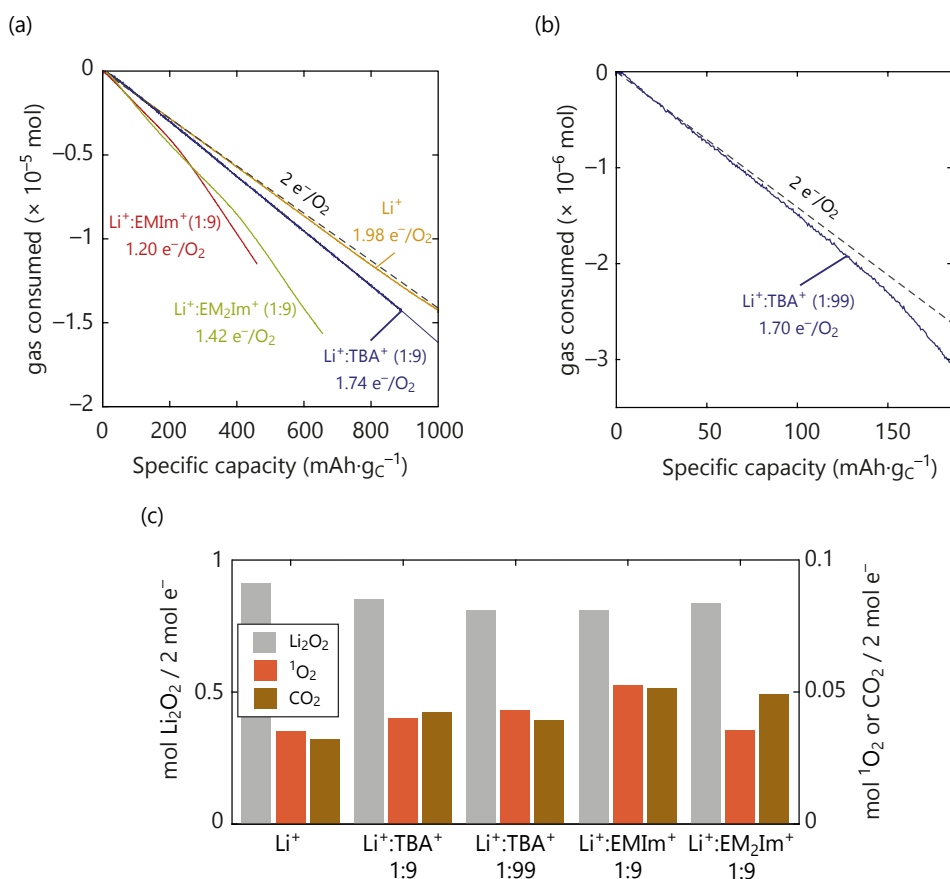 (a)
gas consumed (× 10⁻⁵ mol)
0
−0.5
−1
−1.5
−2
0 200 400 600 800 1000
Specific capacity (mAh·g_C⁻¹)
2 e⁻/O₂
Li⁺
1.98 e⁻/O₂
Li⁺:EMIm⁺ (1:9)
1.20 e⁻/O₂
Li⁺:EM₂Im⁺ (1:9)
1.42 e⁻/O₂
Li⁺:TBA⁺ (1:9)
1.74 e⁻/O₂
(b)
gas consumed (× 10⁻⁶ mol)
0
−1
−2
−3
0 50 100 150
Specific capacity (mAh·g_C⁻¹)
2 e⁻/O₂
Li⁺:TBA⁺ (1:99)
1.70 e⁻/O₂
(c)
mol Li₂O₂ / 2 mol e⁻
1
0.5
0
Li₂O₂
¹O₂
CO₂
0.1
0.05
0
mol ¹O₂ or CO₂ / 2 mol e⁻
Li⁺ Li⁺:TBA⁺ Li⁺:TBA⁺ Li⁺:EMIm⁺ Li⁺:EM₂Im⁺
1:9 1:99 1:9 1:9